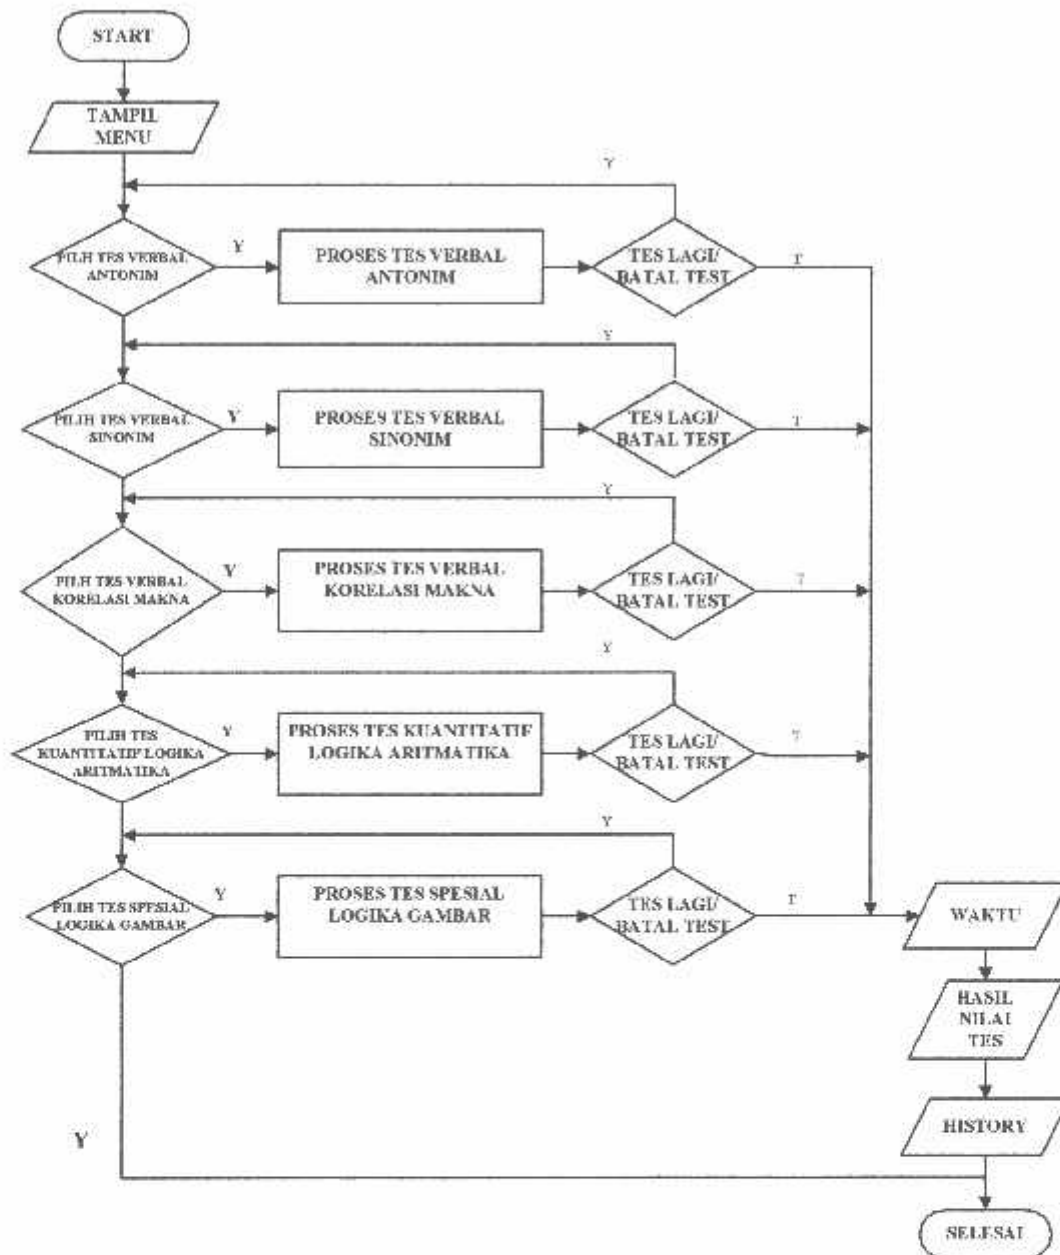 START
TAMPIL
MENU
Y
PILH TES VERBAL
ANTONIM
Y
PROSES TES VERBAL
ANTONIM
TES LAGI/
BATAL TEST
T
Y
PILIH TES VERBAL
SINONIM
Y
PROSES TES VERBAL
SINONIM
TES LAGI/
BATAL TEST
T
Y
PILH TES VERBAL
KORELASI MAKNA
Y
PROSES TES VERBAL
KORELASI MAKNA
TES LAGI/
BATAL TEST
T
Y
PILIH TES
KUANTITATIF LOGIKA
ARITMATIKA
Y
PROSES TES KUANTITATIF
LOGIKA ARITMATIKA
TES LAGI/
BATAL TEST
T
Y
PILIH TES SPESIAL
LOGIKA GAMBAR
Y
PROSES TES SPESIAL
LOGIKA GAMBAR
TES LAGI/
BATAL TEST
T
WAKTU
HASIL
NILAI
TES
HISTORY
Y
SELESAI